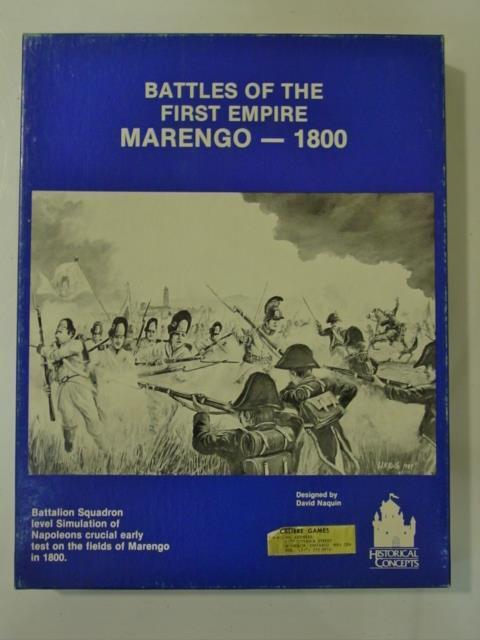 BATTLES OF THE
FIRST EMPIRE
MARENGO — 1800
Battalion Squadron
level Simulation of
Napoleons crucial early
test on the fields of Marengo
in 1800.
Designed by
David Naquin
CALIBRE GAMES
HISTORICAL
CONCEPTS